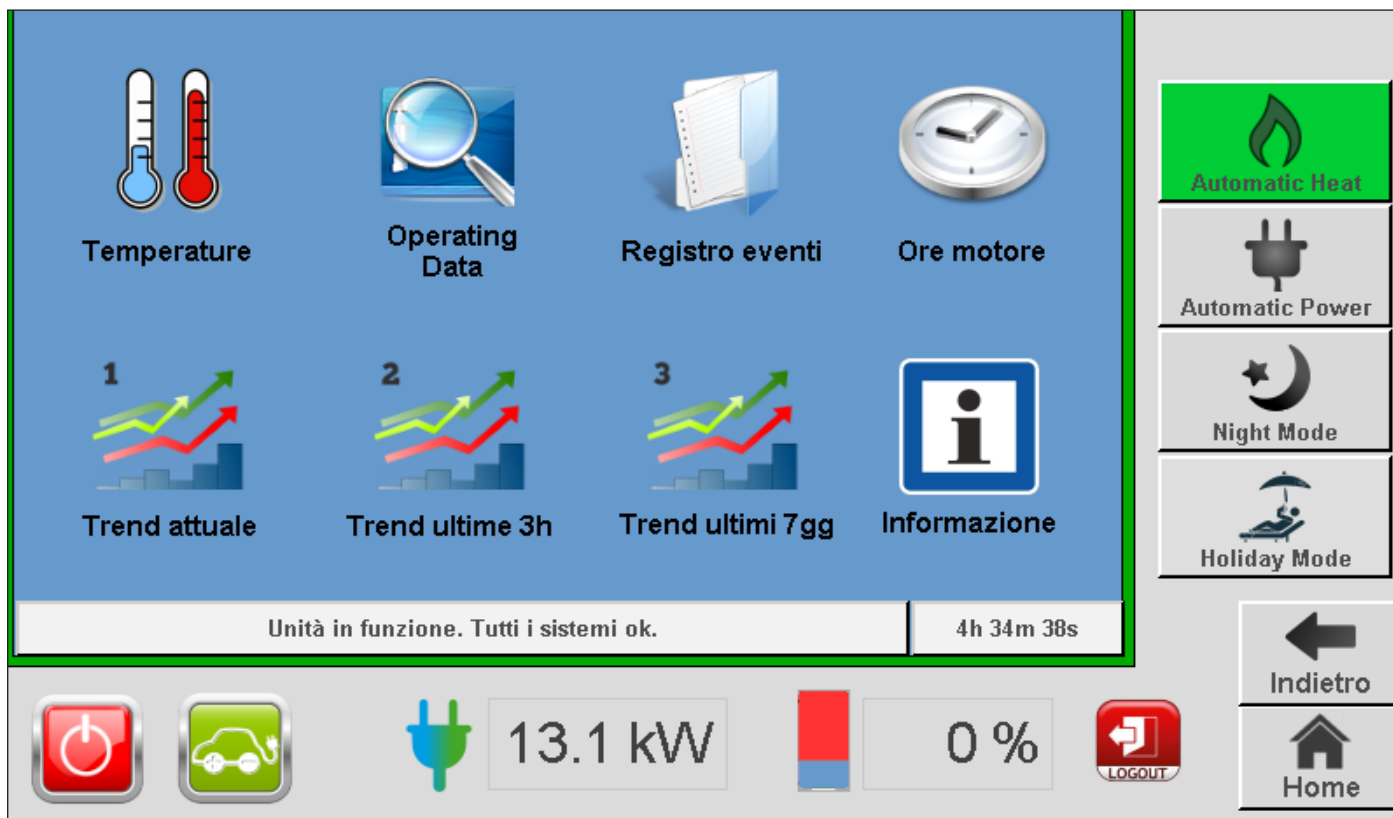 Temperature
Operating
Data
Registro eventi
Ore motore
1
2
3
Trend attuale
Trend ultime 3h
Trend ultimi 7gg
Informazione
Unità in funzione. Tutti i sistemi ok.
4h 34m 38s
Automatic Heat
Automatic Power
Night Mode
Holiday Mode
Indietro
Home
13.1 kW
0 %
LOGOUT